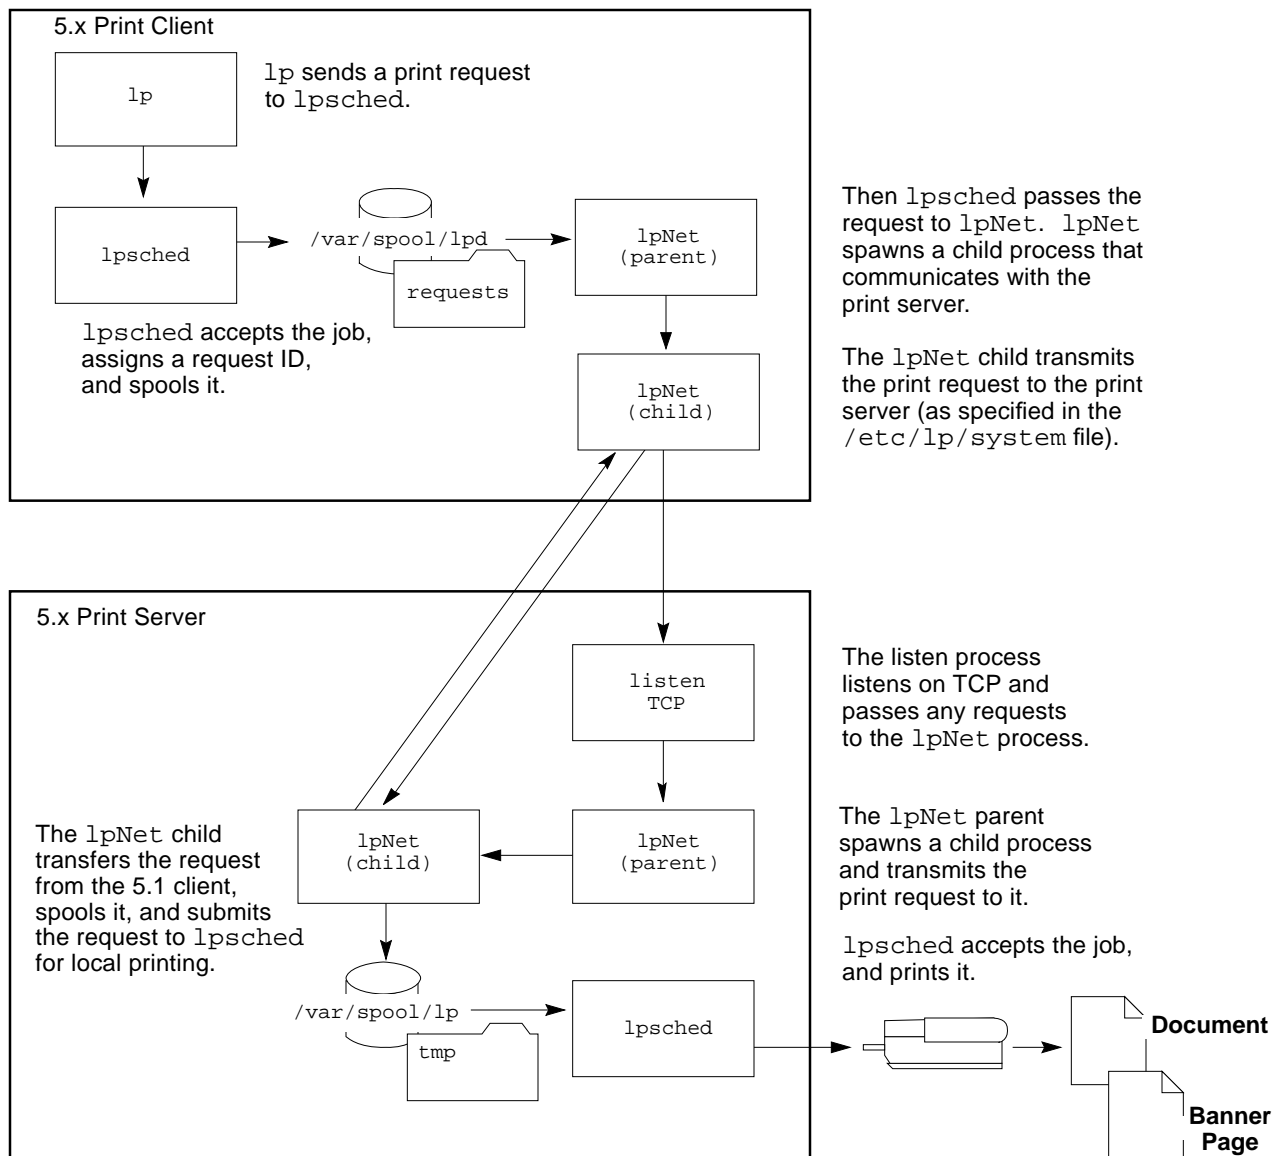 5.x Print Client
lp
lp sends a print request
to lpsched.
lpsched
/var/spool/lpd
requests
lpNet
(parent)
lpsched accepts the job,
assigns a request ID,
and spools it.
lpNet
(child)
Then lpsched passes the
request to lpNet. lpNet
spawns a child process that
communicates with the
print server.
The lpNet child transmits
the print request to the print
server (as specified in the
/etc/lp/system file).
5.x Print Server
listen
TCP
The listen process
listens on TCP and
passes any requests
to the lpNet process.
The lpNet child
transfers the request
from the 5.1 client,
spools it, and submits
the request to lpsched
for local printing.
lpNet
(child)
lpNet
(parent)
The lpNet parent
spawns a child process
and transmits the
print request to it.
lpsched accepts the job,
and prints it.
/var/spool/lp
tmp
lpsched
Document
Banner
Page